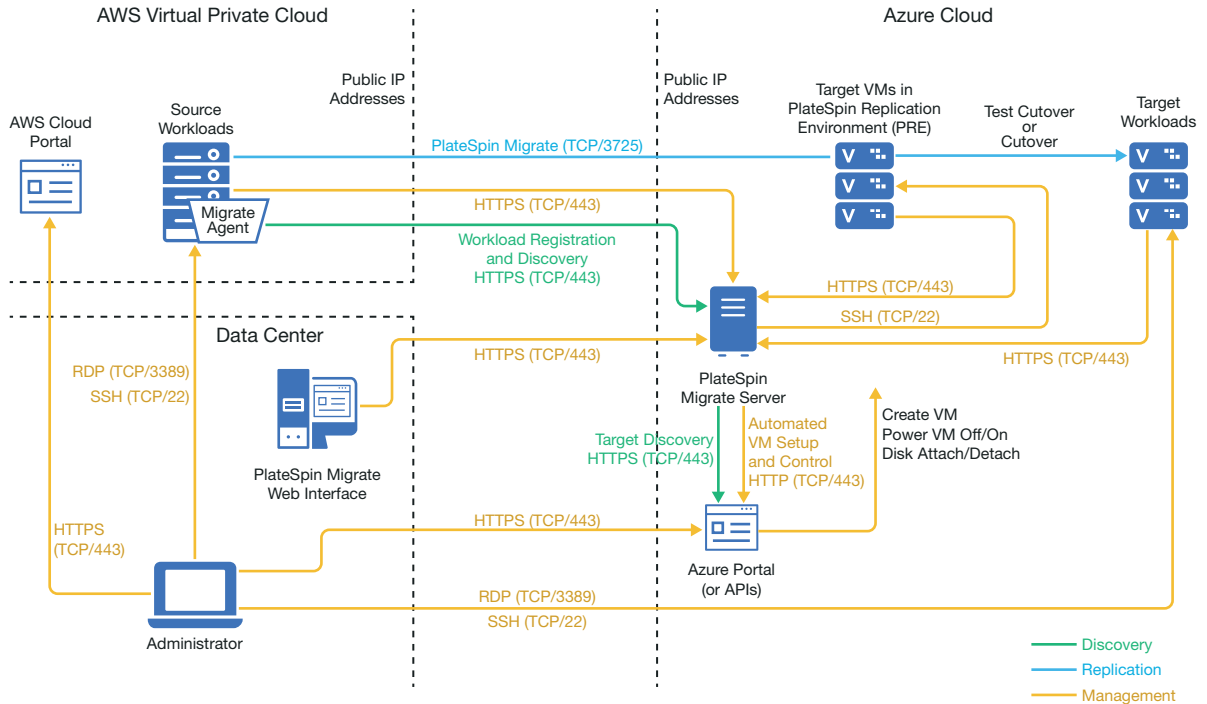 AWS Virtual Private Cloud
Azure Cloud
Public IP
Addresses
Public IP
Addresses
AWS Cloud
Portal
Source
Workloads
Migrate
Agent
Target VMs in
PlateSpin Replication
Environment (PRE)
Test Cutover
or
Cutover
Target
Workloads
PlateSpin Migrate (TCP/3725)
V
V
V
V
V
V
HTTPS (TCP/443)
Workload Registration
and Discovery
HTTPS (TCP/443)
HTTPS (TCP/443)
SSH (TCP/22)
HTTPS (TCP/443)
Data Center
HTTPS (TCP/443)
RDP (TCP/3389)
SSH (TCP/22)
PlateSpin Migrate
Web Interface
PlateSpin
Migrate Server
Target Discovery
HTTPS (TCP/443)
Automated
VM Setup
and Control
HTTP (TCP/443)
Create VM
Power VM Off/On
Disk Attach/Detach
HTTPS
(TCP/443)
HTTPS (TCP/443)
Azure Portal
(or APIs)
RDP (TCP/3389)
SSH (TCP/22)
Administrator
Discovery
Replication
Management